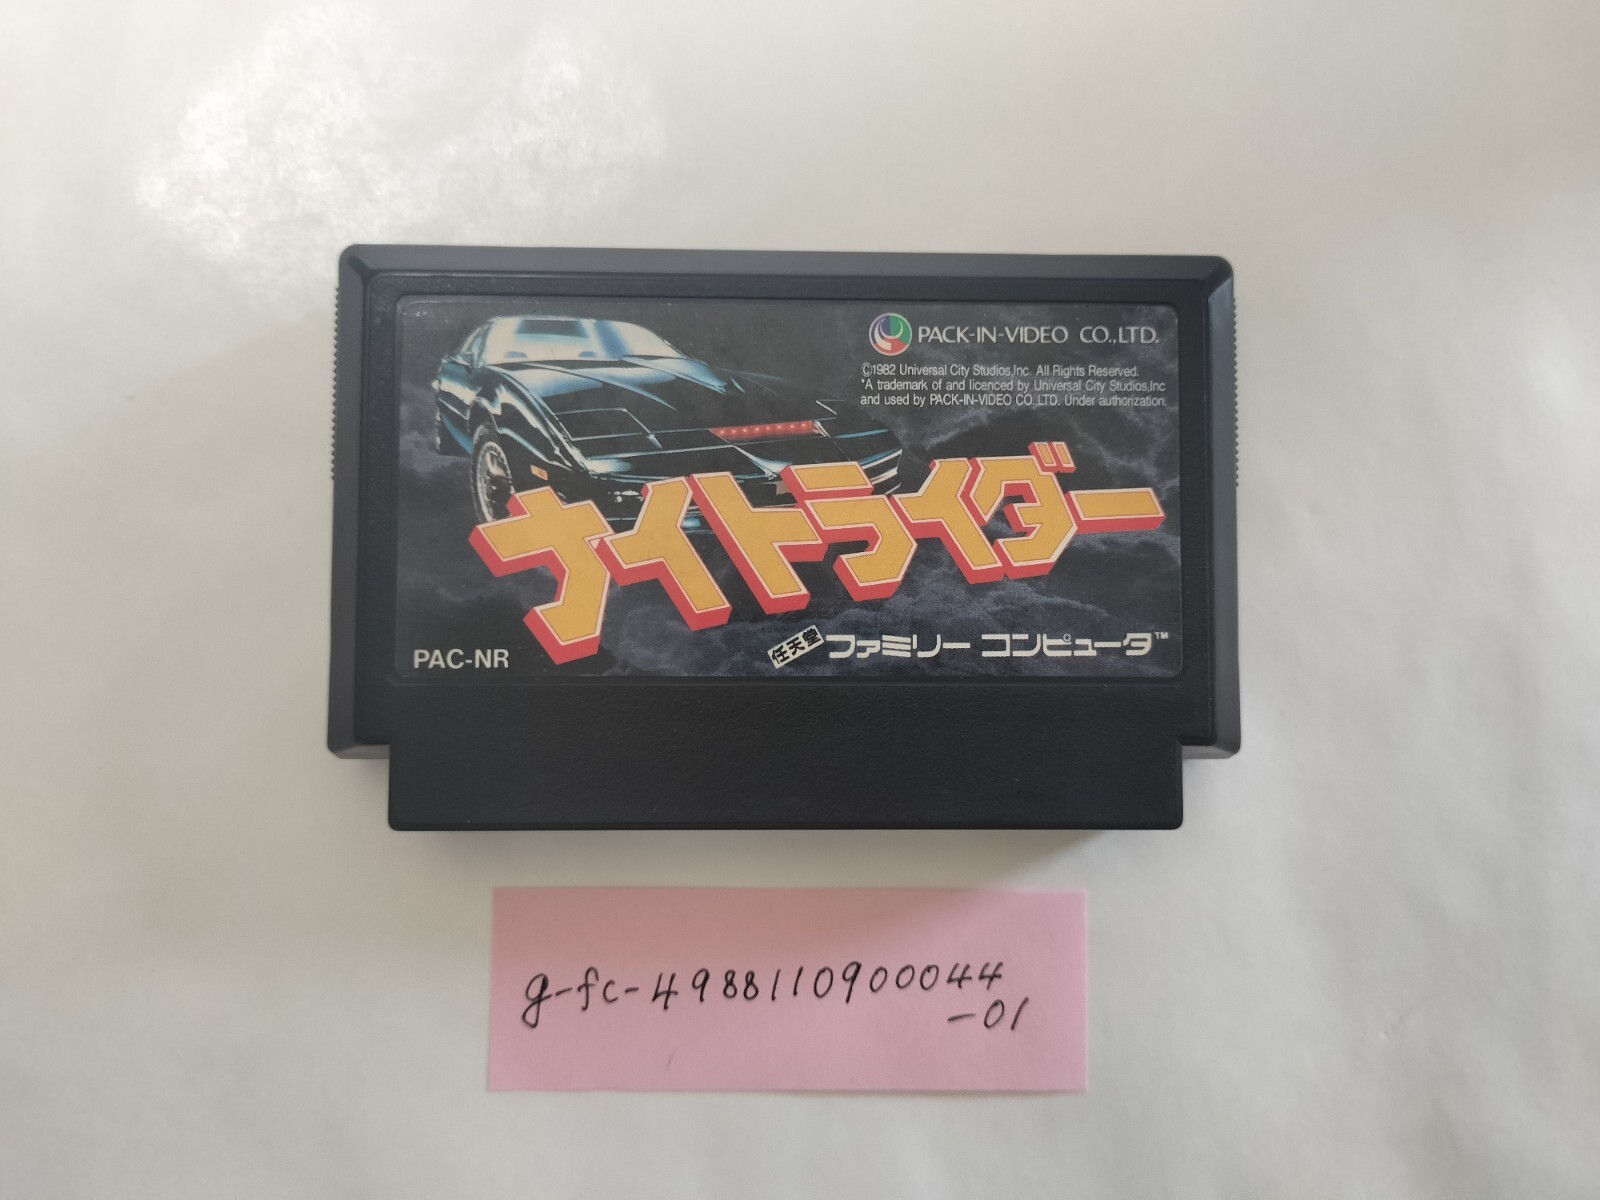 PACK-IN-VIDEO CO.,LTD.
©1982 Universal City Studios,Inc. All Rights Reserved.
*A trademark of and licenced by Universal City Studios,Inc
and used by PACK-IN-VIDEO CO.,LTD. Under authorization.
ナイトライダー
PAC-NR
任天堂 ファミリー コンピュータ™
g-fc-4988110900044
-01